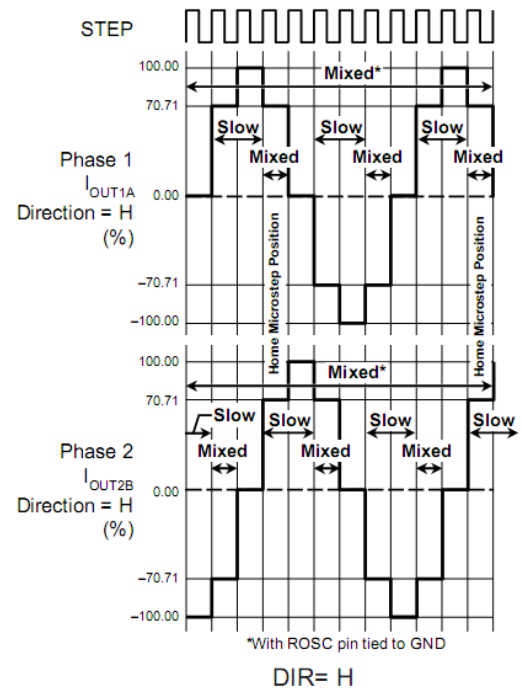 STEP
100.00
Mixed*
70.71
Slow
Slow
Slow
Mixed
Mixed
Mixed
Phase 1
IOUT1A
Direction = H
(%)
0.00
Home Microstep Position
Home Microstep Position
–70.71
–100.00
100.00
Mixed*
70.71
Slow
Slow
Slow
Slow
Mixed
Mixed
Mixed
Phase 2
IOUT2B
Direction = H
(%)
0.00
–70.71
–100.00
*With ROSC pin tied to GND
DIR= H